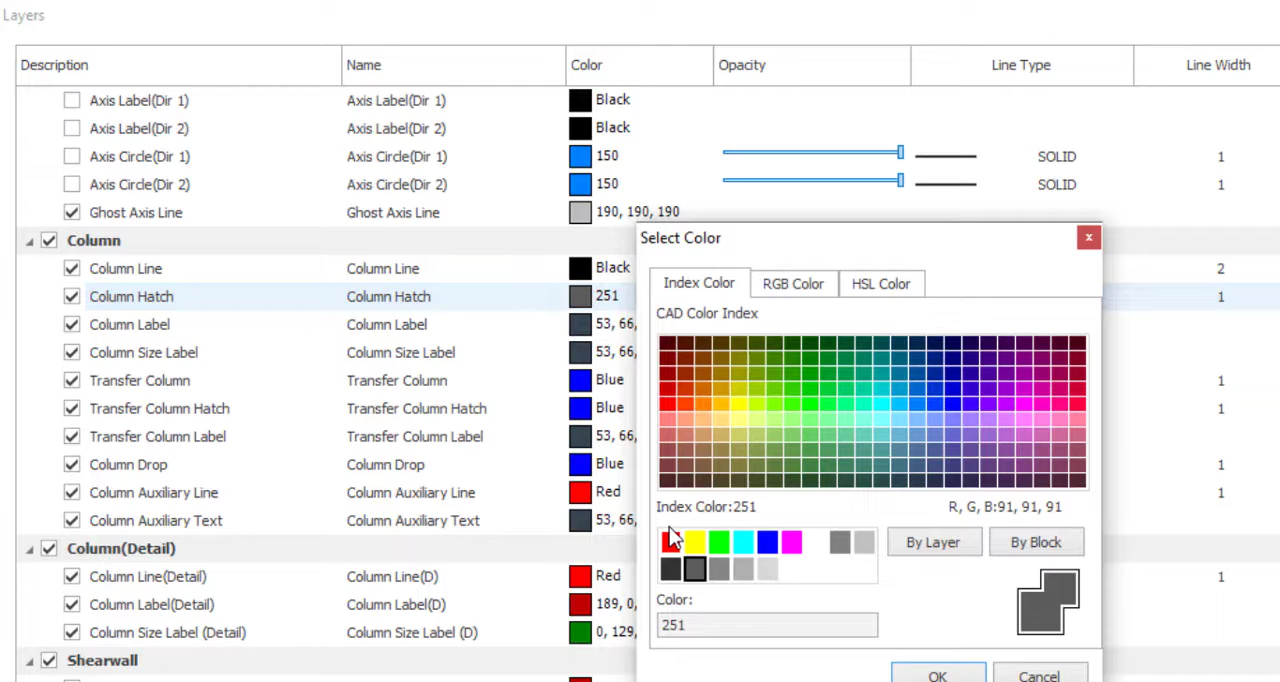 Layers
Description Name Color Opacity Line Type Line Width
Axis Label(Dir 1) Axis Label(Dir 1) Black
Axis Label(Dir 2) Axis Label(Dir 2) Black
Axis Circle(Dir 1) Axis Circle(Dir 1) 150 SOLID 1
Axis Circle(Dir 2) Axis Circle(Dir 2) 150 SOLID 1
Ghost Axis Line Ghost Axis Line 190, 190, 190
Column
Column Line Column Line Black 2
Column Hatch Column Hatch 251 1
Column Label Column Label 53, 66,
Column Size Label Column Size Label 53, 66,
Transfer Column Transfer Column Blue 1
Transfer Column Hatch Transfer Column Hatch Blue 1
Transfer Column Label Transfer Column Label 53, 66,
Column Drop Column Drop Blue 1
Column Auxiliary Line Column Auxiliary Line Red 1
Column Auxiliary Text Column Auxiliary Text 53, 66,
Column(Detail)
Column Line(Detail) Column Line(D) Red 1
Column Label(Detail) Column Label(D) 189, 0,
Column Size Label (Detail) Column Size Label (D) 0, 129,
Shearwall
Select Color
x
Index Color RGB Color HSL Color
CAD Color Index
Index Color:251 R, G, B:91, 91, 91
By Layer By Block
Color:
251
OK Cancel